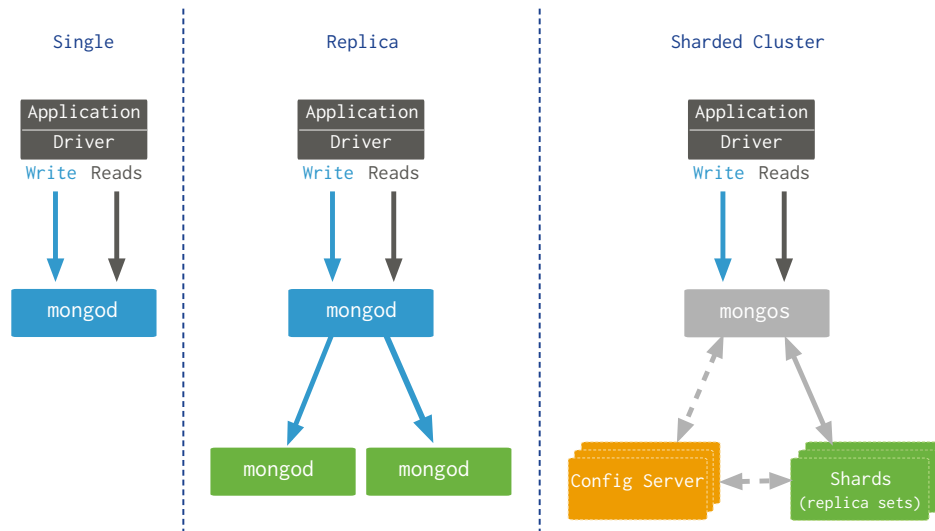 Single
Application
Driver
Write Reads
mongod
Replica
Application
Driver
Write Reads
mongod
mongod
mongod
Sharded Cluster
Application
Driver
Write Reads
mongos
Config Server
Shards
(replica sets)